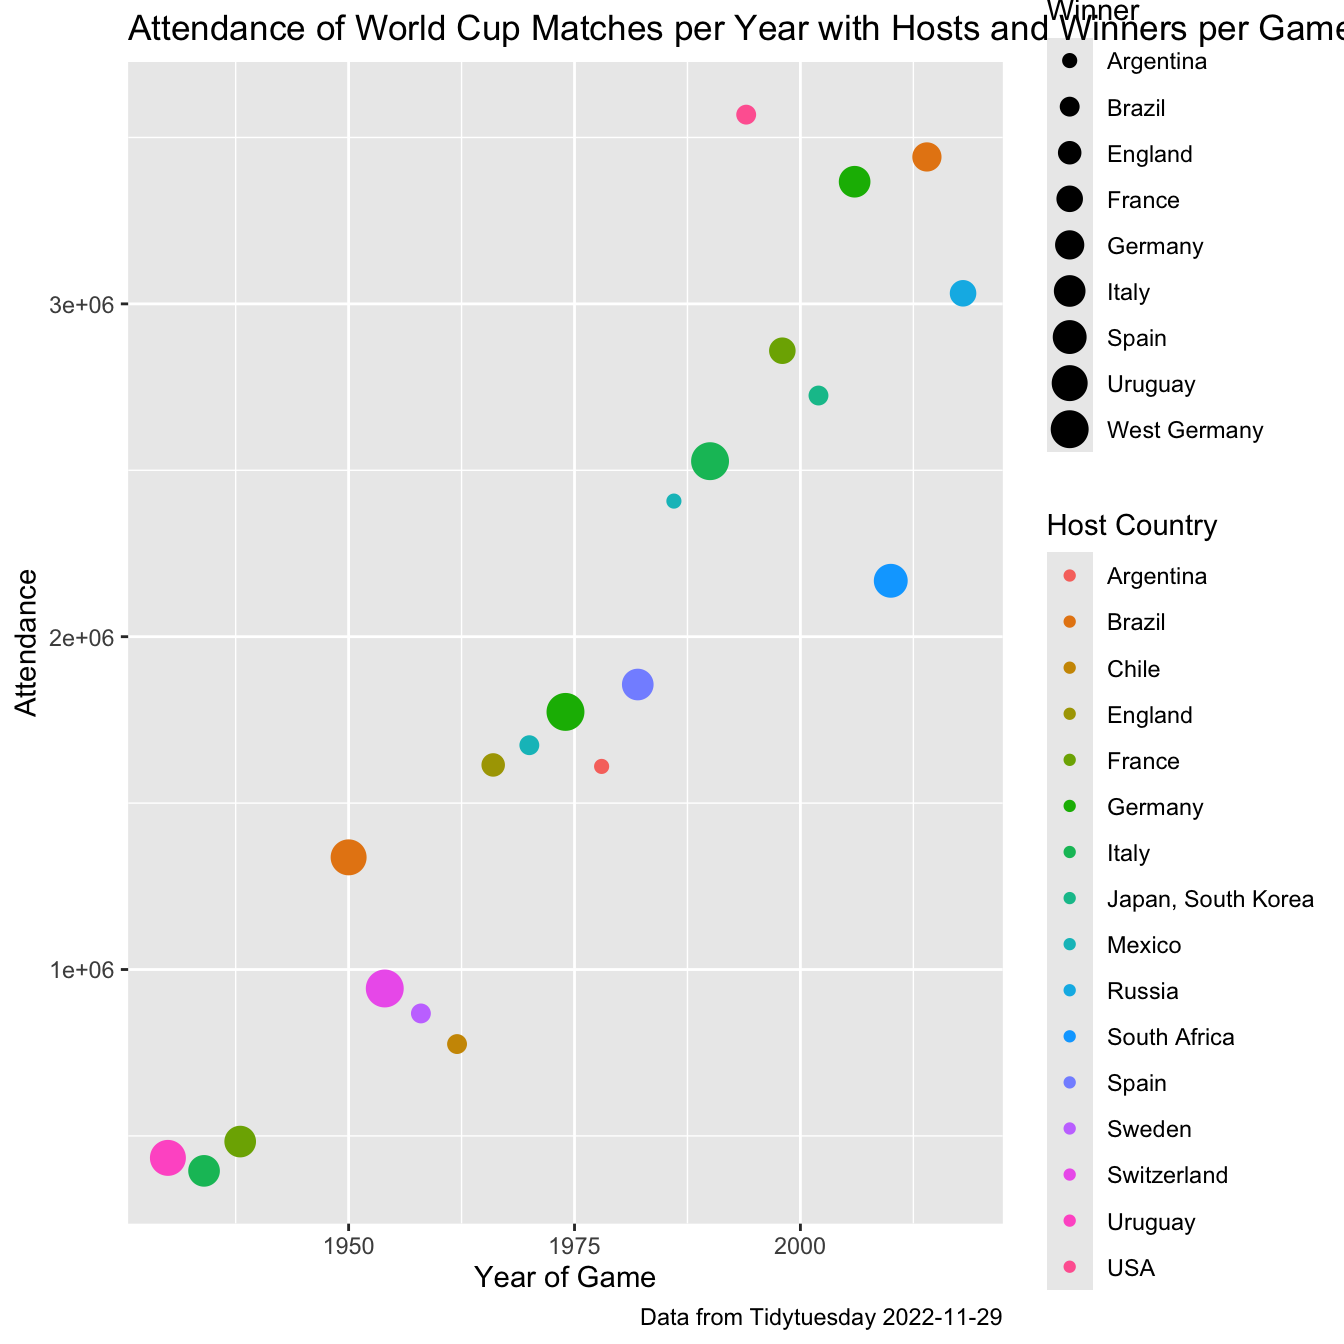 Attendance of World Cup Matches per Year with Hosts and Winners per Game
Winner
Argentina
Brazil
England
France
Germany
Italy
Spain
Uruguay
West Germany
Host Country
Argentina
Brazil
Chile
England
France
Germany
Italy
Japan, South Korea
Mexico
Russia
South Africa
Spain
Sweden
Switzerland
Uruguay
USA
Attendance
3e+06
2e+06
1e+06
1950
1975
2000
Year of Game
Data from Tidytuesday 2022-11-29